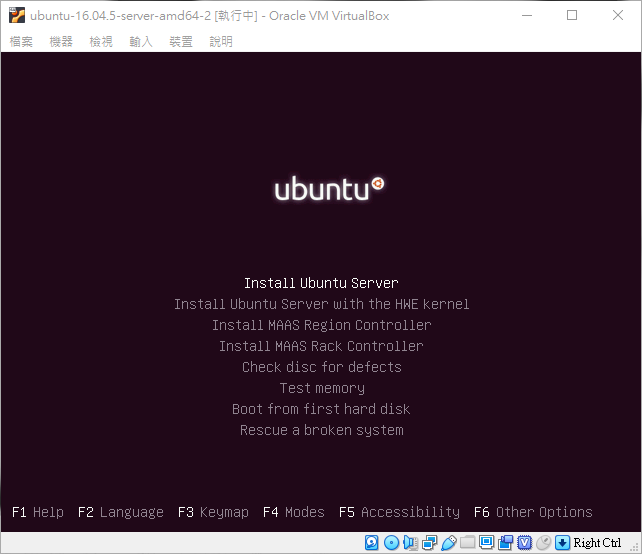 ubuntu-16.04.5-server-amd64-2 [執行中] - Oracle VM VirtualBox
檔案 機器 檢視 輸入 裝置 說明
ubuntu
Install Ubuntu Server
Install Ubuntu Server with the HWE kernel
Install MAAS Region Controller
Install MAAS Rack Controller
Check disc for defects
Test memory
Boot from first hard disk
Rescue a broken system
F1 Help F2 Language F3 Keymap F4 Modes F5 Accessibility F6 Other Options
Right Ctrl